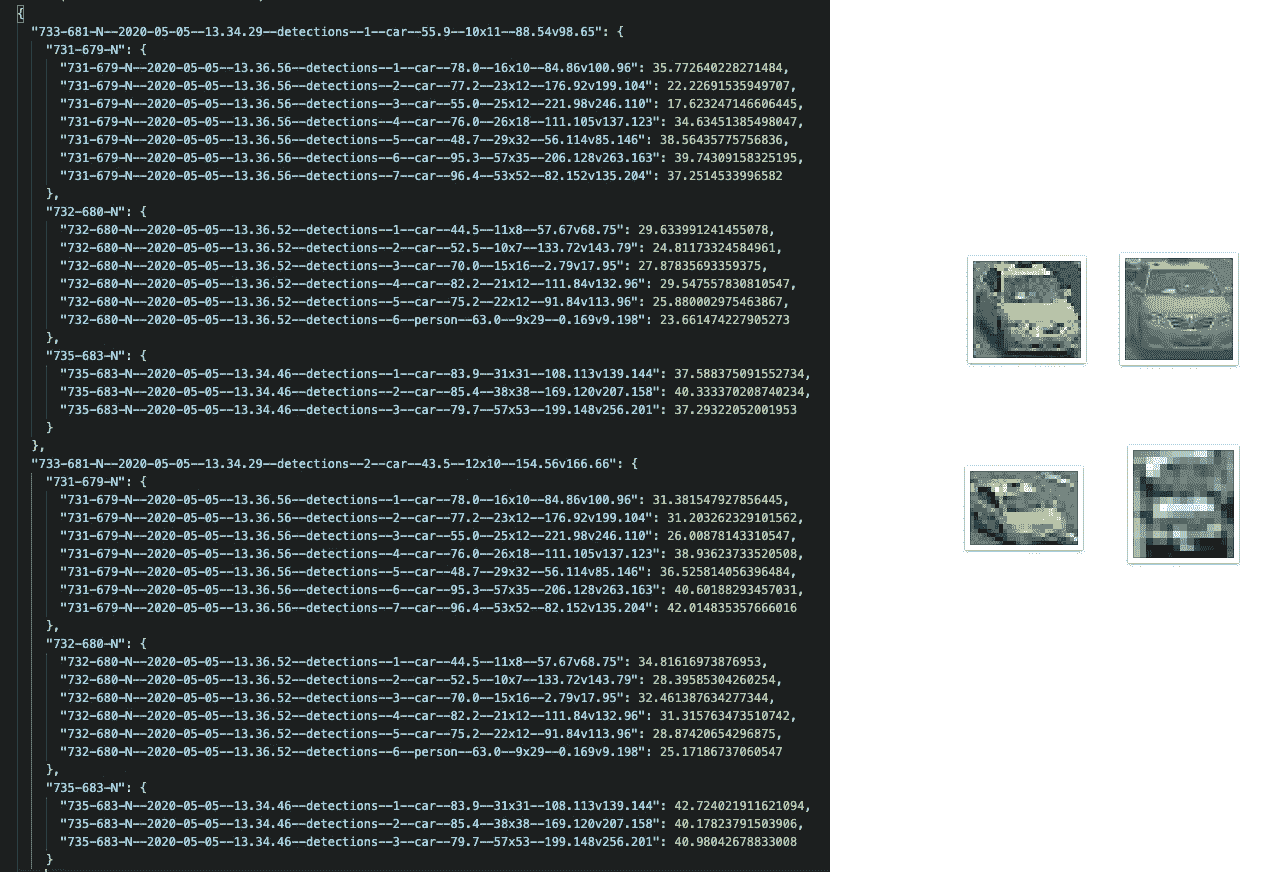 {
"733-681-N--2020-05-05--13.34.29--detections--1--car--55.9--10x11--88.54v98.65": {
"731-679-N": {
"731-679-N--2020-05-05--13.36.56--detections--1--car--78.0--16x10--84.86v100.96": 35.772640228271484,
"731-679-N--2020-05-05--13.36.56--detections--2--car--77.2--23x12--176.92v199.104": 22.22691535949707,
"731-679-N--2020-05-05--13.36.56--detections--3--car--55.0--25x12--221.98v246.110": 17.623247146606445,
"731-679-N--2020-05-05--13.36.56--detections--4--car--76.0--26x18--111.105v137.123": 34.63451385498047,
"731-679-N--2020-05-05--13.36.56--detections--5--car--48.7--29x32--56.114v85.146": 38.56435775756836,
"731-679-N--2020-05-05--13.36.56--detections--6--car--95.3--57x35--206.128v263.163": 39.74309158325195,
"731-679-N--2020-05-05--13.36.56--detections--7--car--96.4--53x52--82.152v135.204": 37.2514533996582
},
"732-680-N": {
"732-680-N--2020-05-05--13.36.52--detections--1--car--44.5--11x8--57.67v68.75": 29.633991241455078,
"732-680-N--2020-05-05--13.36.52--detections--2--car--52.5--10x7--133.72v143.79": 24.81173324584961,
"732-680-N--2020-05-05--13.36.52--detections--3--car--70.0--15x16--2.79v17.95": 27.87835693359375,
"732-680-N--2020-05-05--13.36.52--detections--4--car--82.2--21x12--111.84v132.96": 29.547557830810547,
"732-680-N--2020-05-05--13.36.52--detections--5--car--75.2--22x12--91.84v113.96": 25.880002975463867,
"732-680-N--2020-05-05--13.36.52--detections--6--person--63.0--9x29--0.169v9.198": 23.661474227905273
},
"735-683-N": {
"735-683-N--2020-05-05--13.34.46--detections--1--car--83.9--31x31--108.113v139.144": 37.588375091552734,
"735-683-N--2020-05-05--13.34.46--detections--2--car--85.4--38x38--169.120v207.158": 40.333370208740234,
"735-683-N--2020-05-05--13.34.46--detections--3--car--79.7--57x53--199.148v256.201": 37.29322052001953
}
},
"733-681-N--2020-05-05--13.34.29--detections--2--car--43.5--12x10--154.56v166.66": {
"731-679-N": {
"731-679-N--2020-05-05--13.36.56--detections--1--car--78.0--16x10--84.86v100.96": 31.381547927856445,
"731-679-N--2020-05-05--13.36.56--detections--2--car--77.2--23x12--176.92v199.104": 31.203262329101562,
"731-679-N--2020-05-05--13.36.56--detections--3--car--55.0--25x12--221.98v246.110": 26.00878143310547,
"731-679-N--2020-05-05--13.36.56--detections--4--car--76.0--26x18--111.105v137.123": 38.93623733520508,
"731-679-N--2020-05-05--13.36.56--detections--5--car--48.7--29x32--56.114v85.146": 36.525814056396484,
"731-679-N--2020-05-05--13.36.56--detections--6--car--95.3--57x35--206.128v263.163": 40.60188293457031,
"731-679-N--2020-05-05--13.36.56--detections--7--car--96.4--53x52--82.152v135.204": 42.014835357666016
},
"732-680-N": {
"732-680-N--2020-05-05--13.36.52--detections--1--car--44.5--11x8--57.67v68.75": 34.81616973876953,
"732-680-N--2020-05-05--13.36.52--detections--2--car--52.5--10x7--133.72v143.79": 28.39585304260254,
"732-680-N--2020-05-05--13.36.52--detections--3--car--70.0--15x16--2.79v17.95": 32.461387634277344,
"732-680-N--2020-05-05--13.36.52--detections--4--car--82.2--21x12--111.84v132.96": 31.315763473510742,
"732-680-N--2020-05-05--13.36.52--detections--5--car--75.2--22x12--91.84v113.96": 28.87420654296875,
"732-680-N--2020-05-05--13.36.52--detections--6--person--63.0--9x29--0.169v9.198": 25.17186737060547
},
"735-683-N": {
"735-683-N--2020-05-05--13.34.46--detections--1--car--83.9--31x31--108.113v139.144": 42.724021911621094,
"735-683-N--2020-05-05--13.34.46--detections--2--car--85.4--38x38--169.120v207.158": 40.17823791503906,
"735-683-N--2020-05-05--13.34.46--detections--3--car--79.7--57x53--199.148v256.201": 40.98042678833008
}